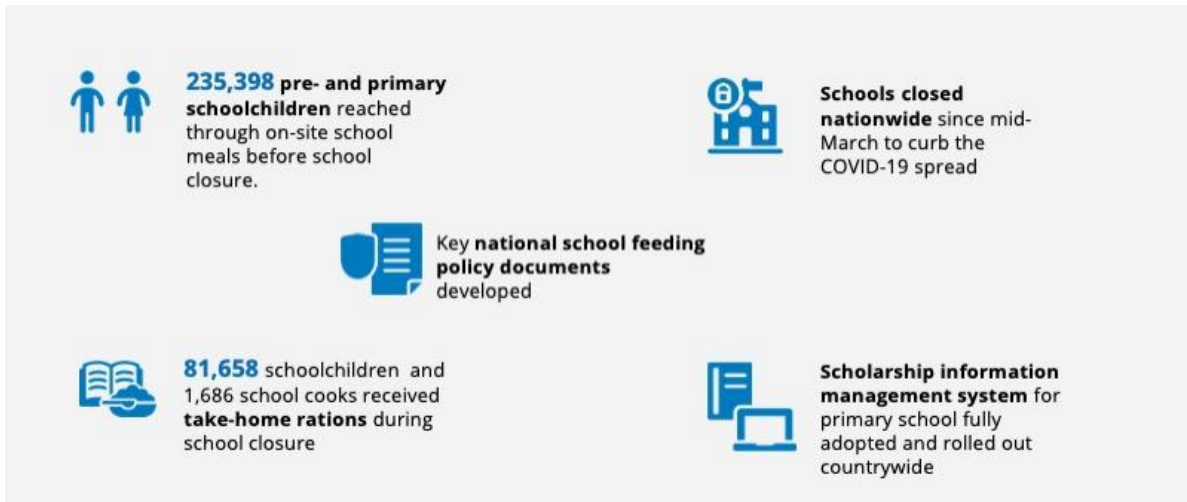 235,398 pre- and primary
schoolchildren reached
through on-site school
meals before school
closure.
Schools closed
nationwide since mid-
March to curb the
COVID-19 spread
Key national school feeding
policy documents
developed
81,658 schoolchildren and
1,686 school cooks received
take-home rations during
school closure
Scholarship information
management system for
primary school fully
adopted and rolled out
countrywide